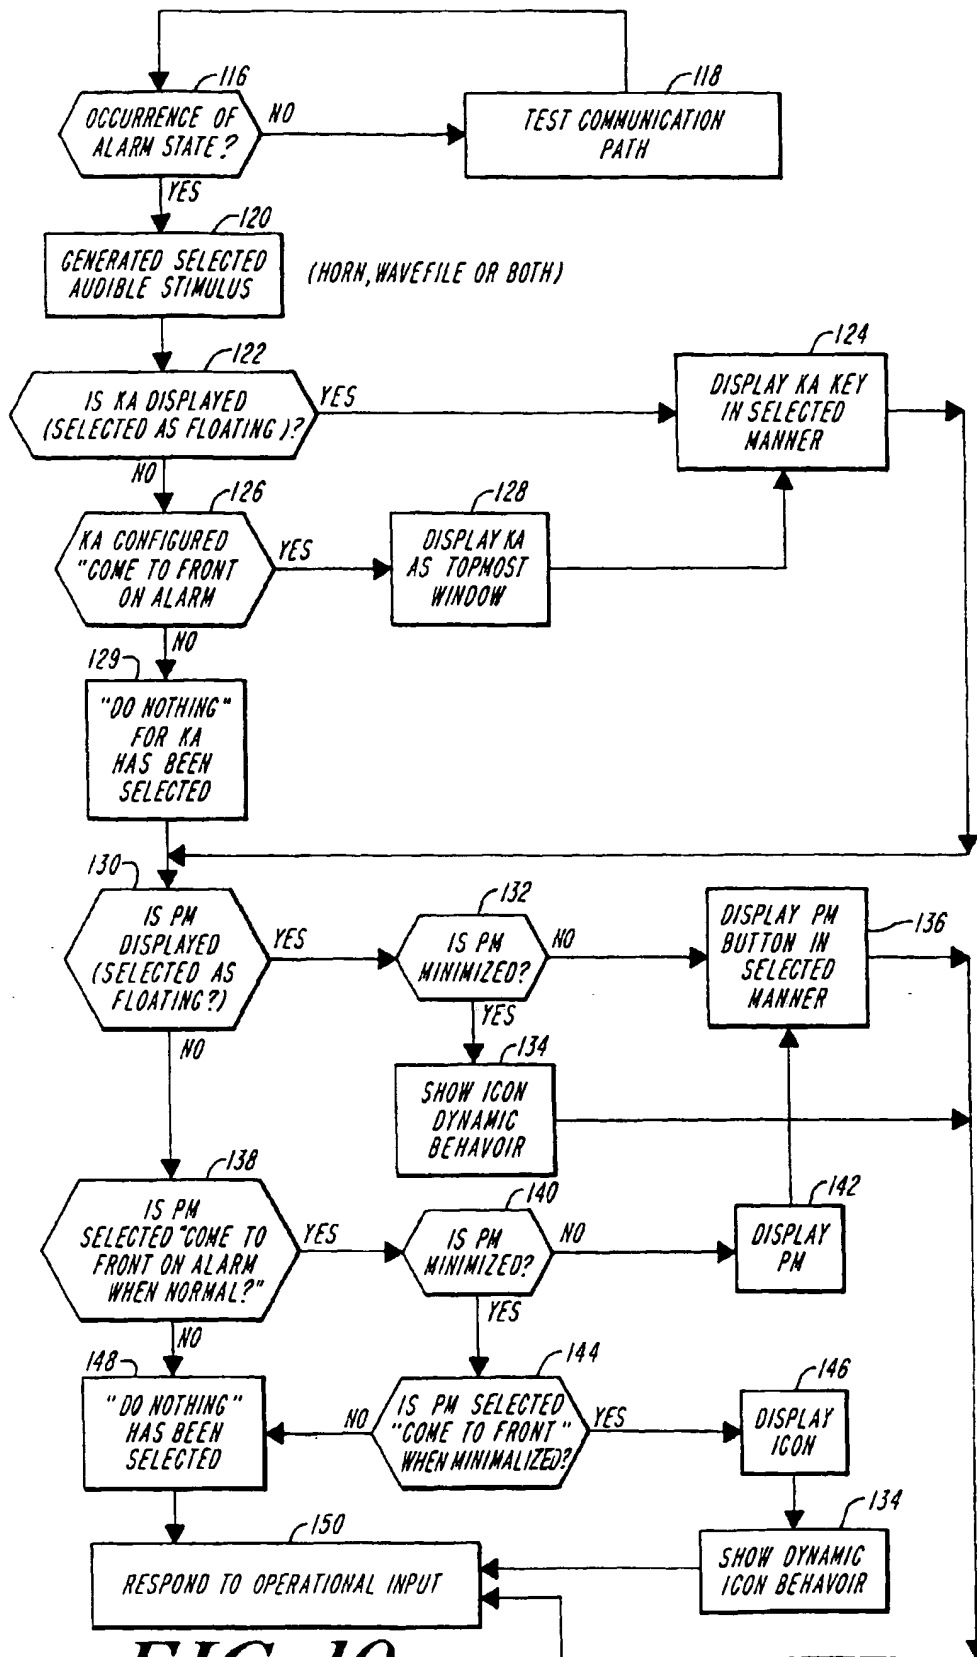 116
OCCURRENCE OF
ALARM STATE?
NO
118
TEST COMMUNICATION
PATH
YES
120
GENERATED SELECTED
AUDIBLE STIMULUS
(HORN, WAVEFILE OR BOTH)
122
IS KA DISPLAYED
(SELECTED AS FLOATING)?
YES
124
DISPLAY KA KEY
IN SELECTED
MANNER
NO
126
KA CONFIGURED
"COME TO FRONT
ON ALARM
YES
128
DISPLAY KA
AS TOPMOST
WINDOW
NO
129
"DO NOTHING"
FOR KA
HAS BEEN
SELECTED
130
IS PM
DISPLAYED
(SELECTED AS
FLOATING?)
YES
132
IS PM
MINIMIZED?
NO
DISPLAY PM
BUTTON IN
SELECTED
MANNER
136
YES
NO
134
SHOW ICON
DYNAMIC
BEHAVOIR
138
IS PM
SELECTED "COME TO
FRONT ON ALARM
WHEN NORMAL?"
YES
140
IS PM
MINIMIZED?
NO
142
DISPLAY
PM
YES
NO
148
"DO NOTHING"
HAS BEEN
SELECTED
NO
144
IS PM SELECTED
"COME TO FRONT"
WHEN MINIMALIZED?
YES
146
DISPLAY
ICON
134
SHOW DYNAMIC
ICON BEHAVOIR
150
RESPOND TO OPERATIONAL INPUT
FIG. 10